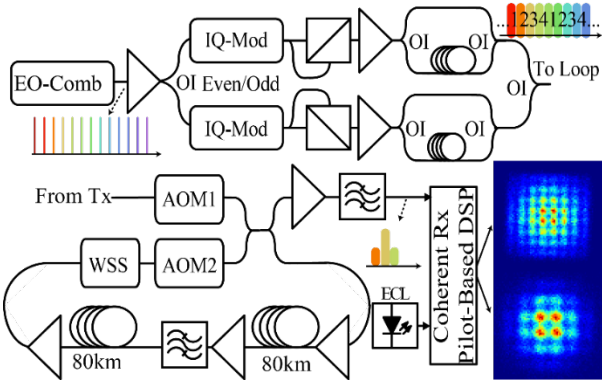 ...12341234...
IQ-Mod
OI
OI
EO-Comb
OI
Even/Odd
OI
To Loop
IQ-Mod
OI
OI
From Tx
AOM1
WSS
AOM2
ECL
80km
80km
Coherent Rx
Pilot-Based DSP